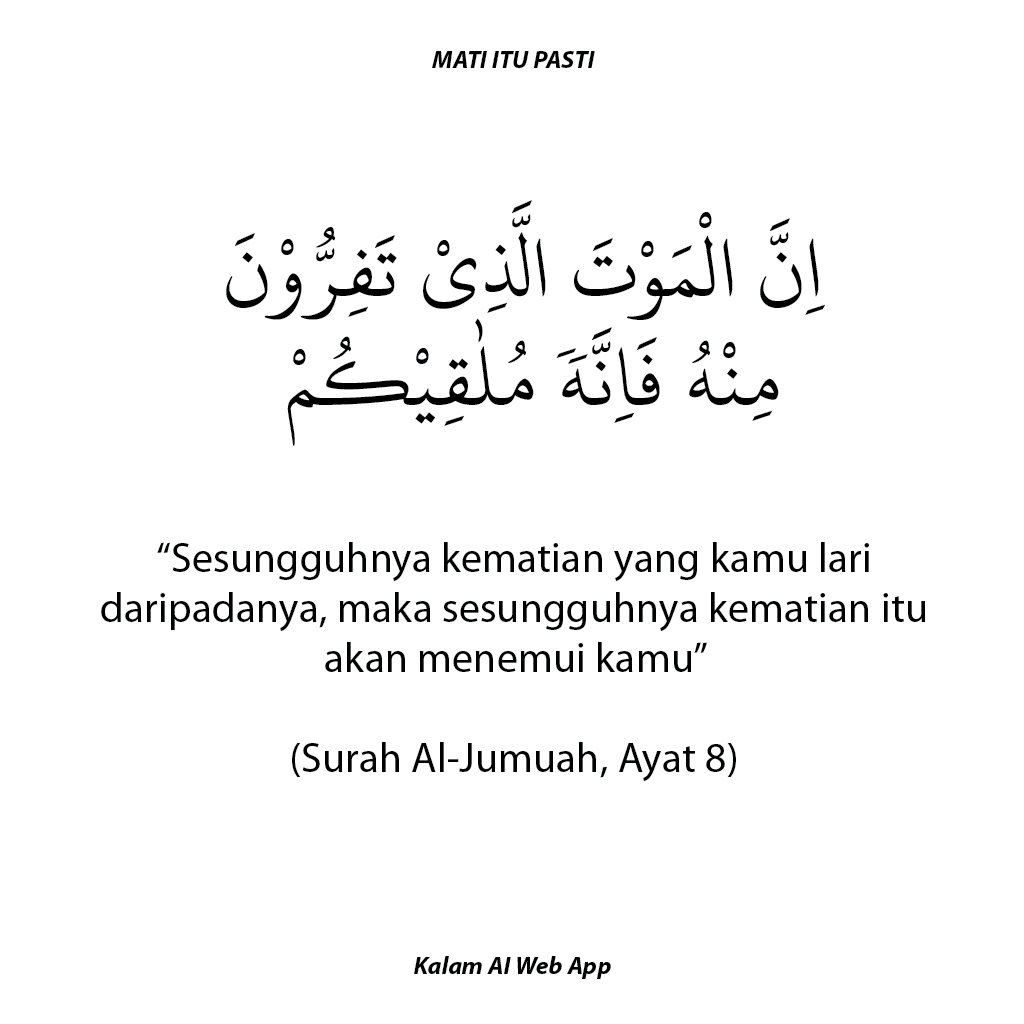 MATI ITU PASTI
اِنَّ الْمَوْتَ الَّذِىْ تَفِرُّوْنَ
مِنْهُ فَاِنَّهَ مُلٰقِيْكُمْ
“Sesungguhnya kematian yang kamu lari
daripadanya, maka sesungguhnya kematian itu
akan menemui kamu”
(Surah Al-Jumuah, Ayat 8)
Kalam AI Web App